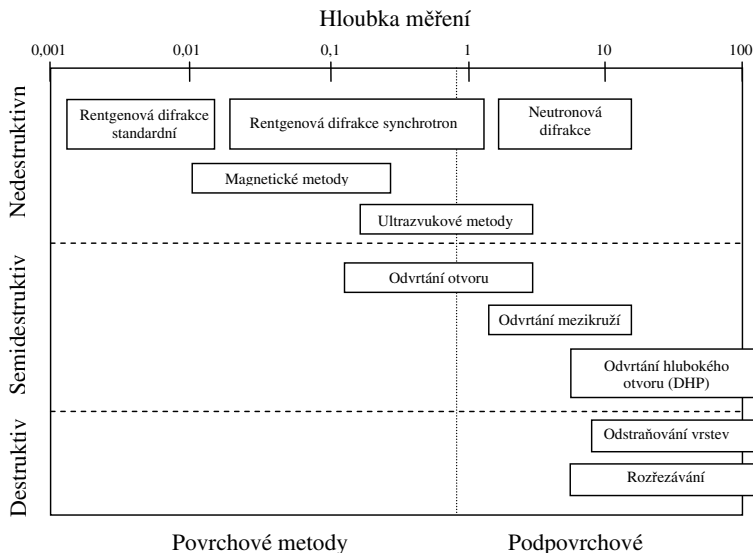 Hloubka měření
0,001 0,01 0,1 1 10 100
Nedestruktivn
Rentgenová difrakce
standardní
Rentgenová difrakce synchrotron
Neutronová
difrakce
Magnetické metody
Ultrazvukové metody
Semidestruktiv
Odvrtání otvoru
Odvrtání mezikruží
Odvrtání hlubokého
otvoru (DHP)
Destruktiv
Odstraňování vrstev
Rozřezávání
Povrchové metody Podpovrchové